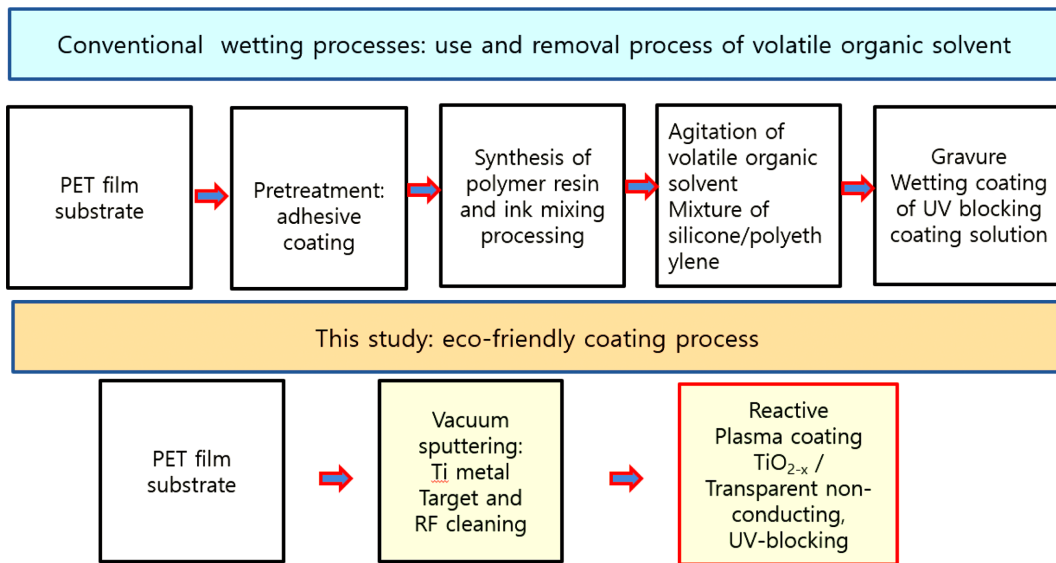 Conventional wetting processes: use and removal process of volatile organic solvent
PET film
substrate
Pretreatment:
adhesive
coating
Synthesis of
polymer resin
and ink mixing
processing
Agitation of
volatile organic
solvent
Mixture of
silicone/polyeth
ylene
Gravure
Wetting coating
of UV blocking
coating solution
This study: eco-friendly coating process
PET film
substrate
Vacuum
sputtering:
Ti metal
Target and
RF cleaning
Reactive
Plasma coating
TiO₂₋ₓ /
Transparent non-
conducting,
UV-blocking